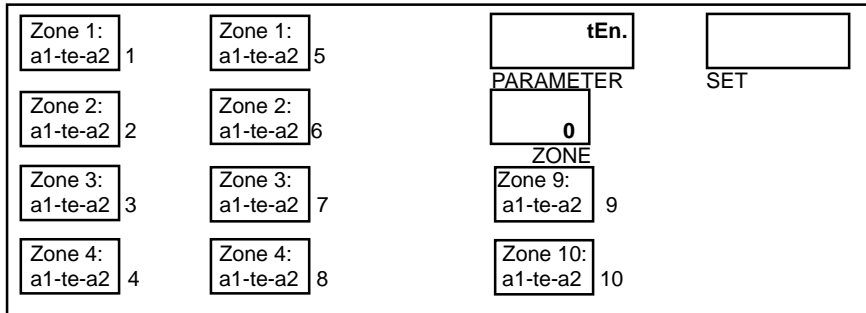 Zone 1:
a1-te-a2 1
Zone 1:
a1-te-a2 5
tEn.
PARAMETER
SET
Zone 2:
a1-te-a2 2
Zone 2:
a1-te-a2 6
0
ZONE
Zone 3:
a1-te-a2 3
Zone 3:
a1-te-a2 7
Zone 9:
a1-te-a2 9
Zone 4:
a1-te-a2 4
Zone 4:
a1-te-a2 8
Zone 10:
a1-te-a2 10